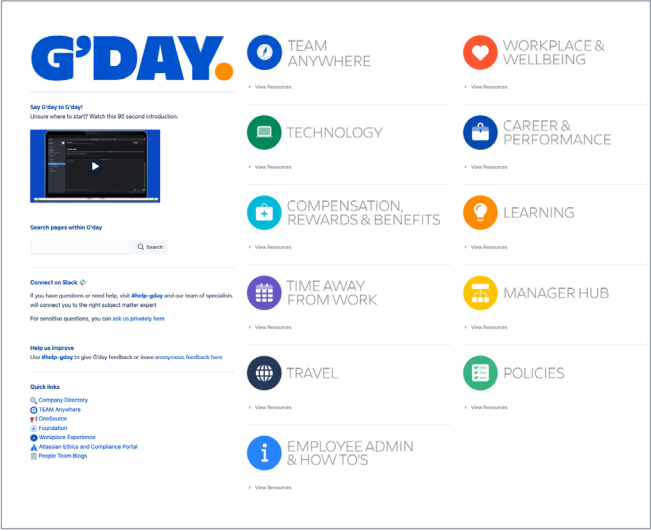 G'DAY.
Say G'day to G'day!
Unsure where to start? Watch this 90 second introduction:
Search pages within G'day
Search
Connect on Slack
If you have questions or need help, visit #help-gday and our team of specialists
will connect you to the right subject matter expert
For sensitive questions, you can ask us privately here
Help us improve
Use #help-gday to give G'day feedback or leave anonymous feedback here
Quick links
Company Directory
TEAM Anywhere
OneSource
Foundation
Workplace Experience
Atlassian Ethics and Compliance Portal
People Team Blogs
TEAM
ANYWHERE
> View Resources
TECHNOLOGY
> View Resources
COMPENSATION,
REWARDS & BENEFITS
> View Resources
TIME AWAY
FROM WORK
> View Resources
TRAVEL
> View Resources
EMPLOYEE ADMIN
& HOW TO'S
> View Resources
WORKPLACE &
WELLBEING
> View Resources
CAREER &
PERFORMANCE
> View Resources
LEARNING
> View Resources
MANAGER HUB
> View Resources
POLICIES
> View Resources